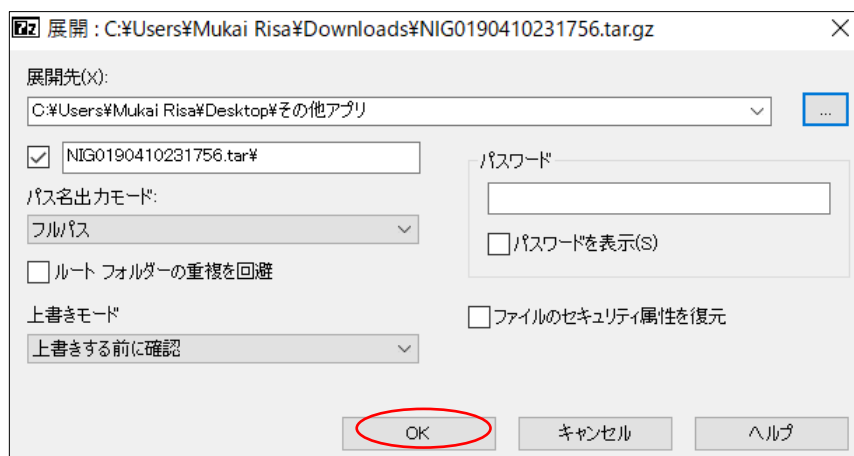 7z 展開 : C:¥Users¥Mukai Risa¥Downloads¥NIG0190410231756.tar.gz
展開先(X):
C:¥Users¥Mukai Risa¥Desktop¥その他アプリ
...
NIG0190410231756.tar¥
パスワード
パス名出力モード:
フルパス
パスワードを表示(S)
ルート フォルダーの重複を回避
上書きモード
ファイルのセキュリティ属性を復元
上書きする前に確認
OK
キャンセル
ヘルプ